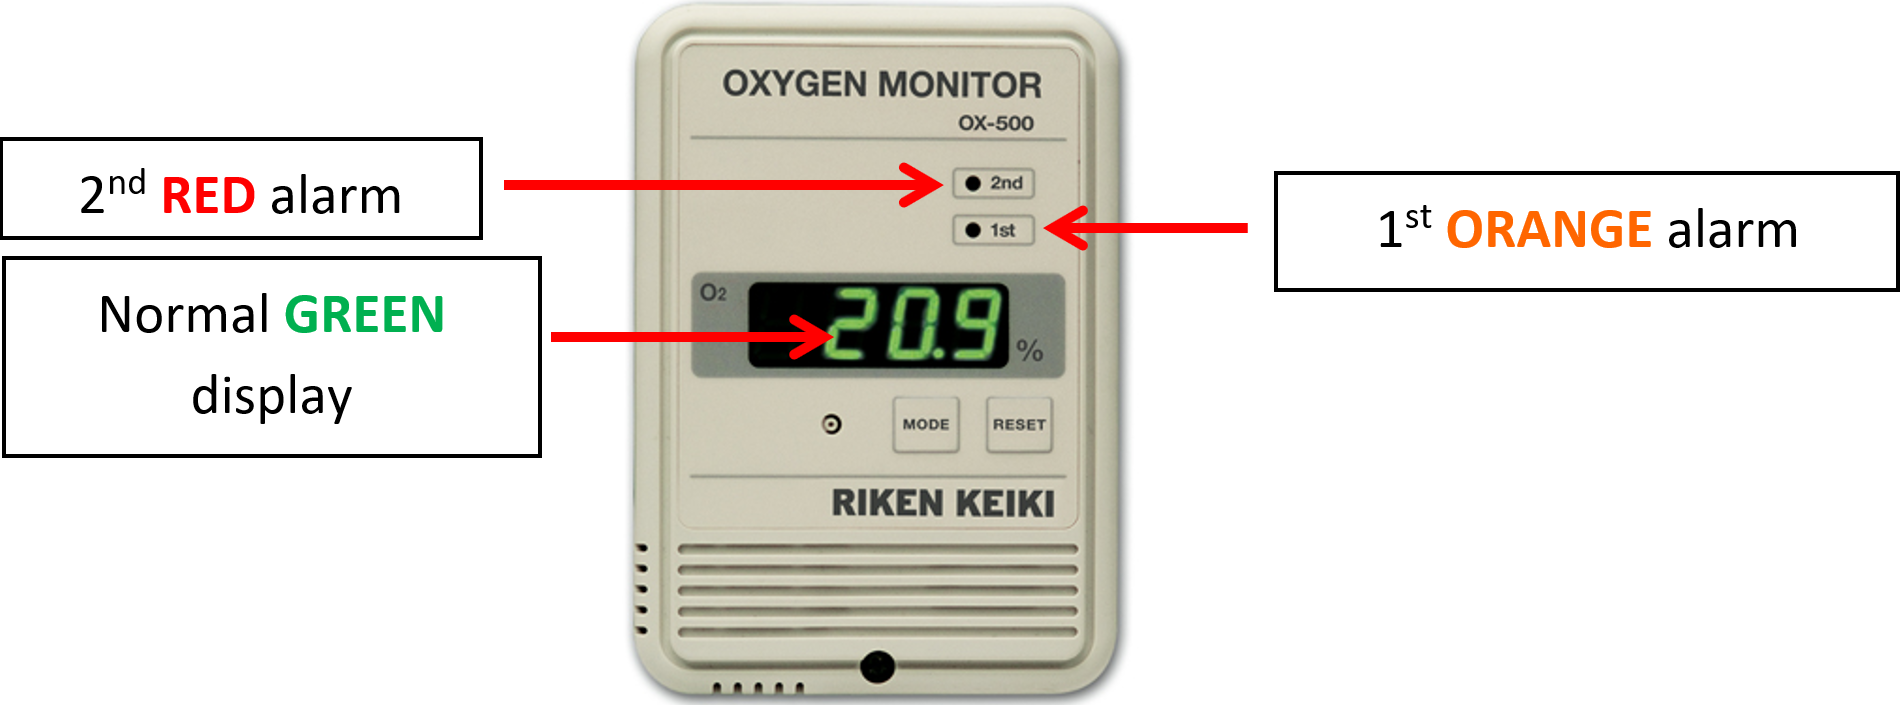 OXYGEN MONITOR
OX-500
2nd RED alarm
2nd
1st
1st ORANGE alarm
Normal GREEN
display
O2
20.9
%
MODE
RESET
RIKEN KEIKI